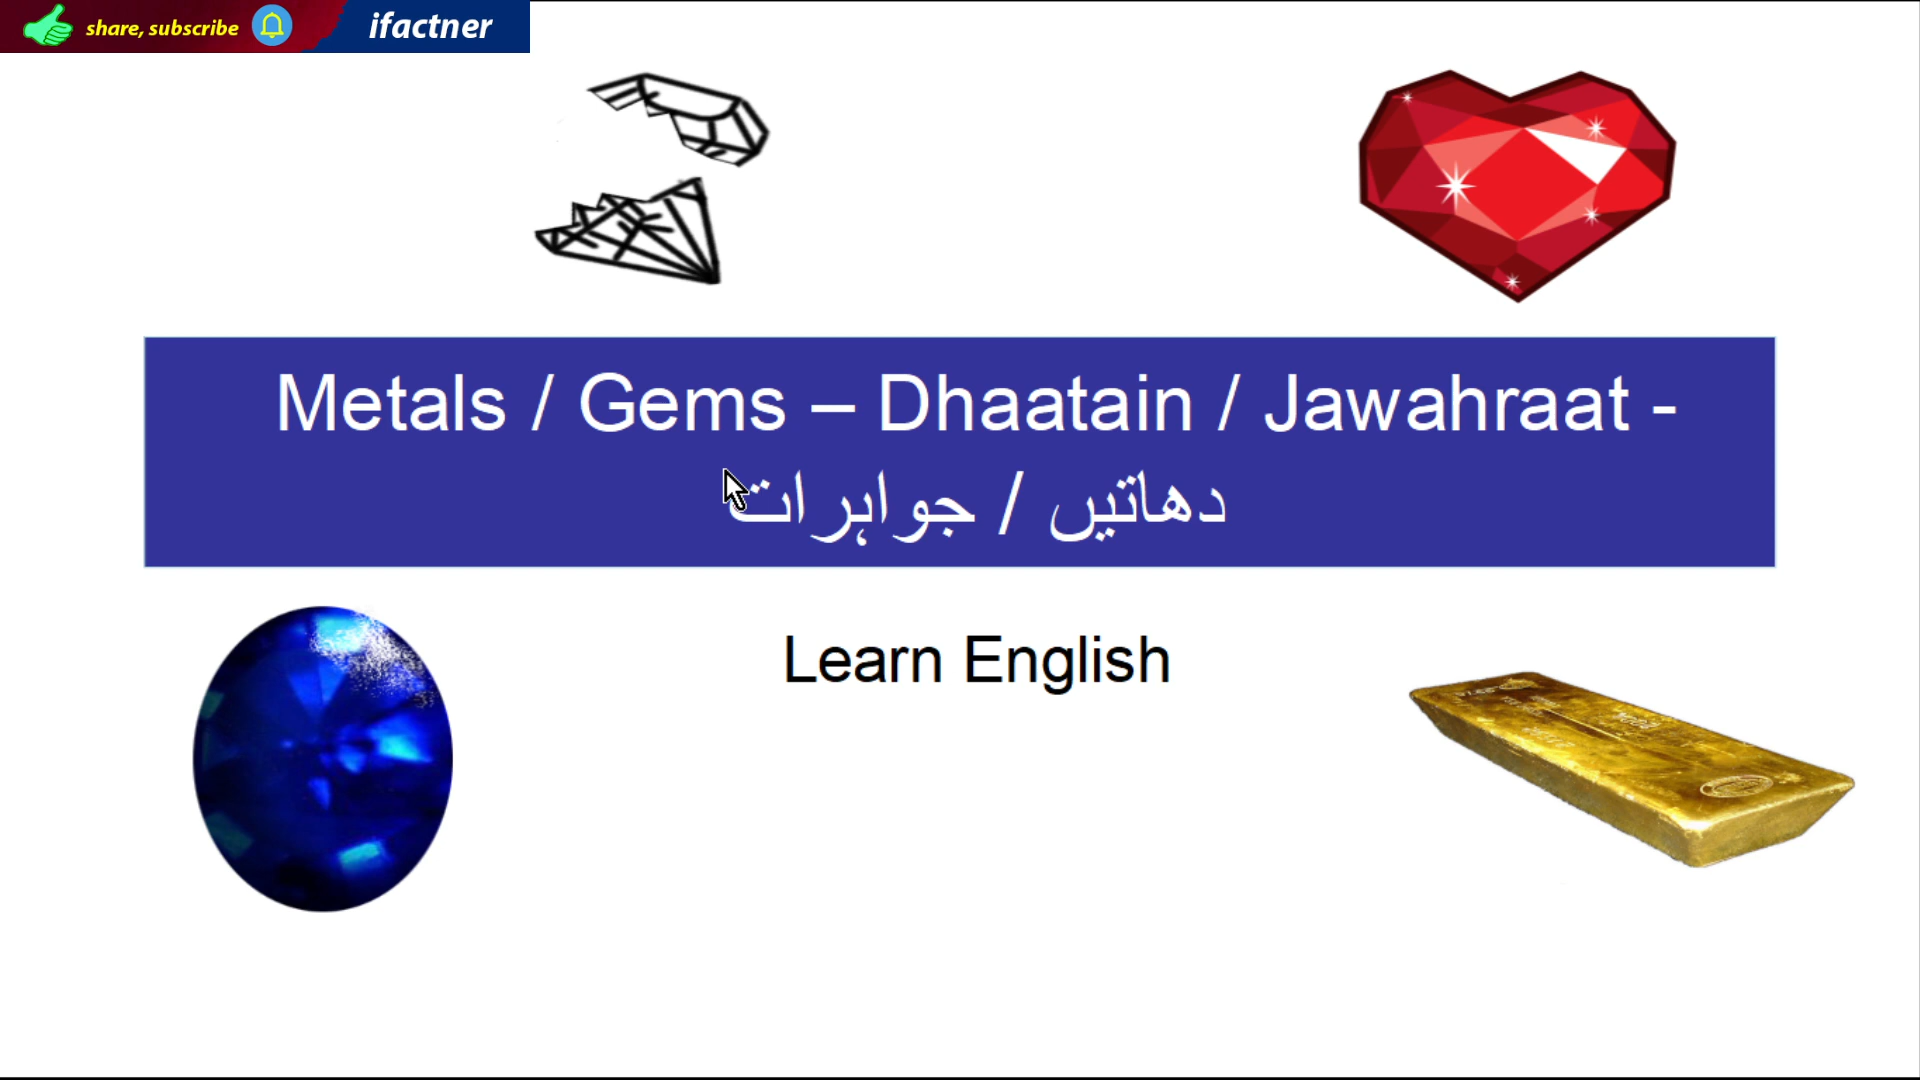 share, subscribe
ifactner
Metals / Gems – Dhaatain / Jawahraat -
دھاتیں / جواہرات
Learn English